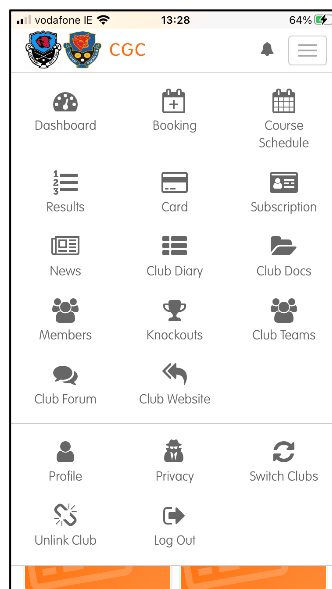 vodafone IE 13:28 64%
CGC
Dashboard Booking Course
Schedule
Results Card Subscription
News Club Diary Club Docs
Members Knockouts Club Teams
Club Forum Club Website
Profile Privacy Switch Clubs
Unlink Club Log Out